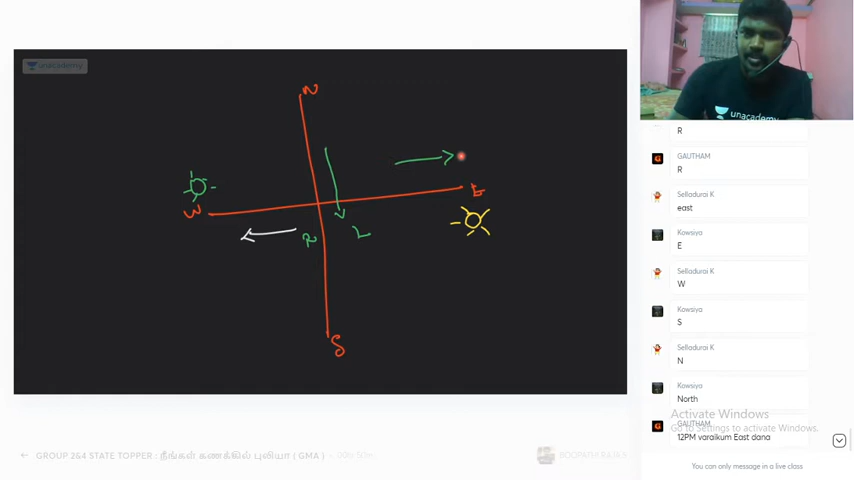 unacademy
N
W
E
R
L
S
unacademy
R
GAUTHAM
R
Selladurai K
east
Kowsiya
E
Selladurai K
W
Kowsiya
S
Selladurai K
N
Kowsiya
North
GAUTHAM
12PM varaikum East dana
Activate Windows
Go to Settings to activate Windows.
You can only message in a live class
GROUP 2&4 STATE TOPPER : நீங்கள் கணக்கில் புலியா ( GMA )